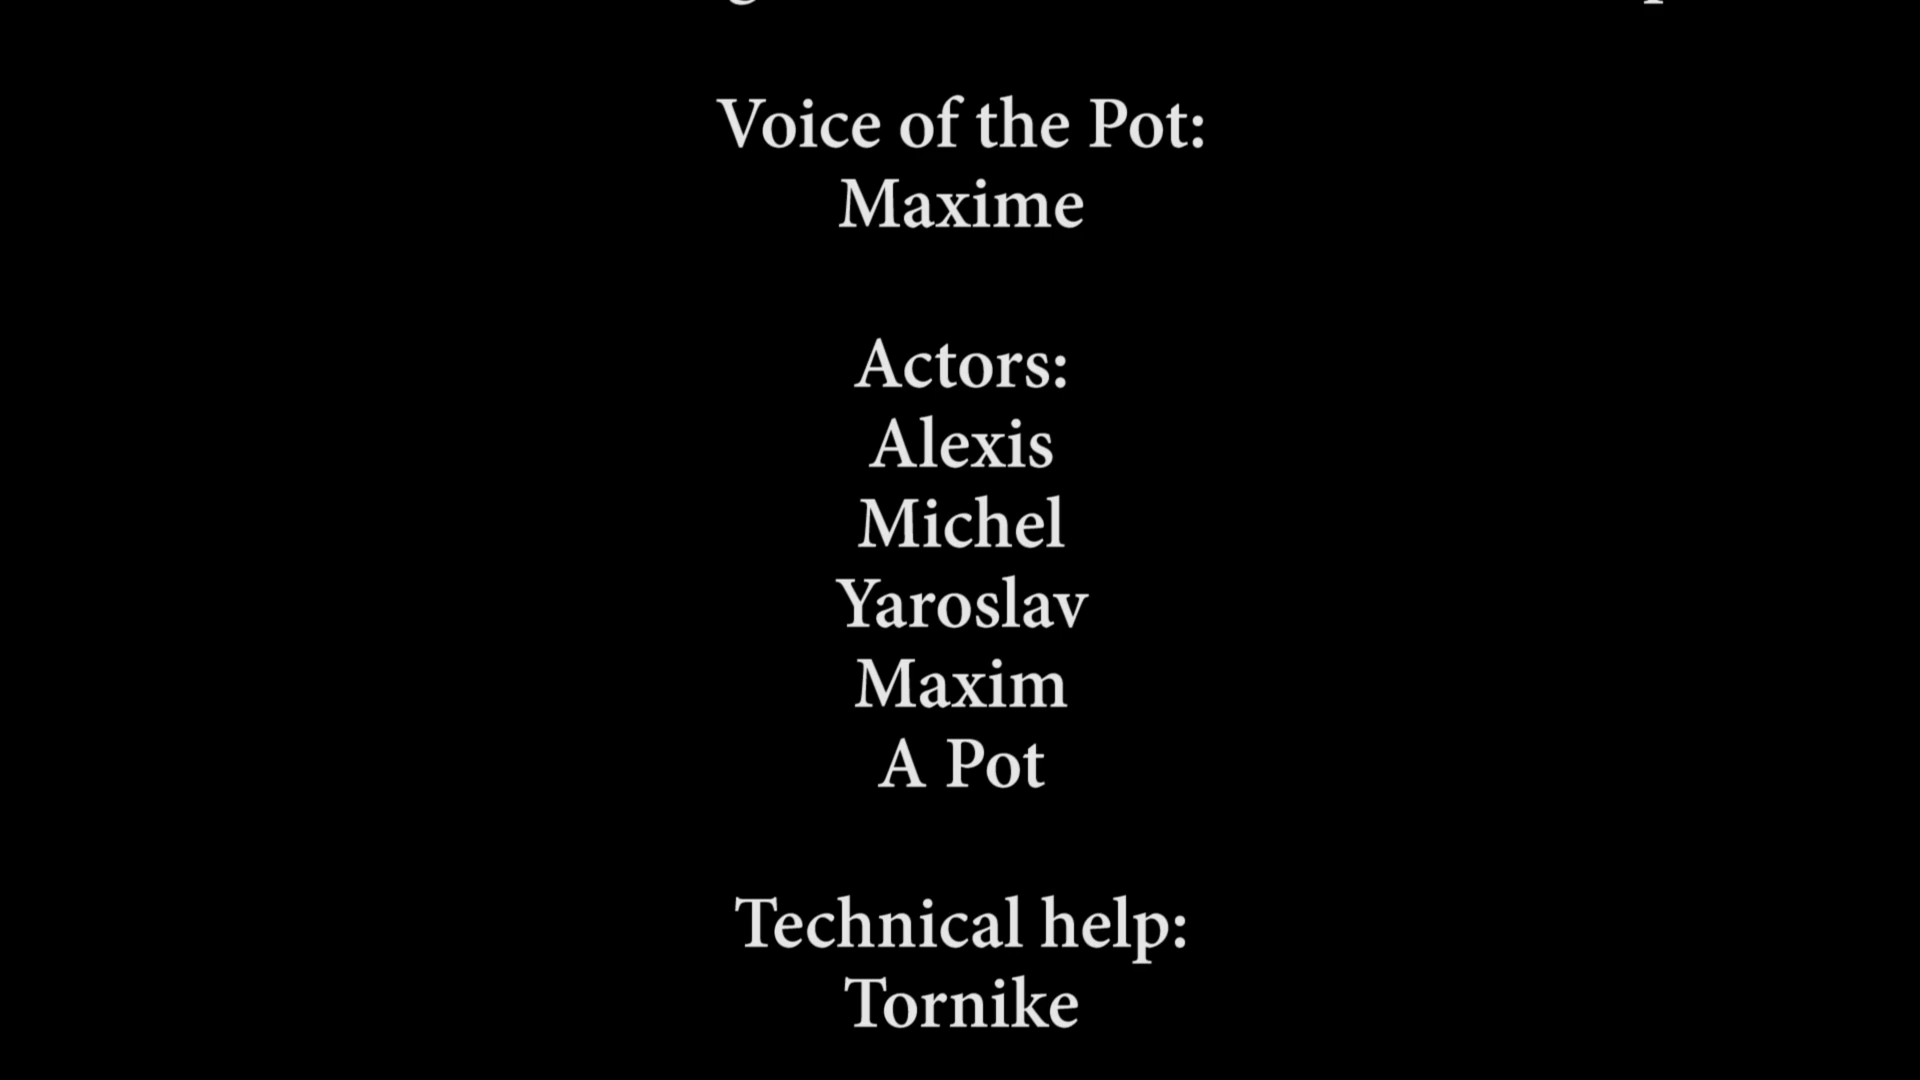 Voice of the Pot:
Maxime
Actors:
Alexis
Michel
Yaroslav
Maxim
A Pot
Technical help:
Tornike